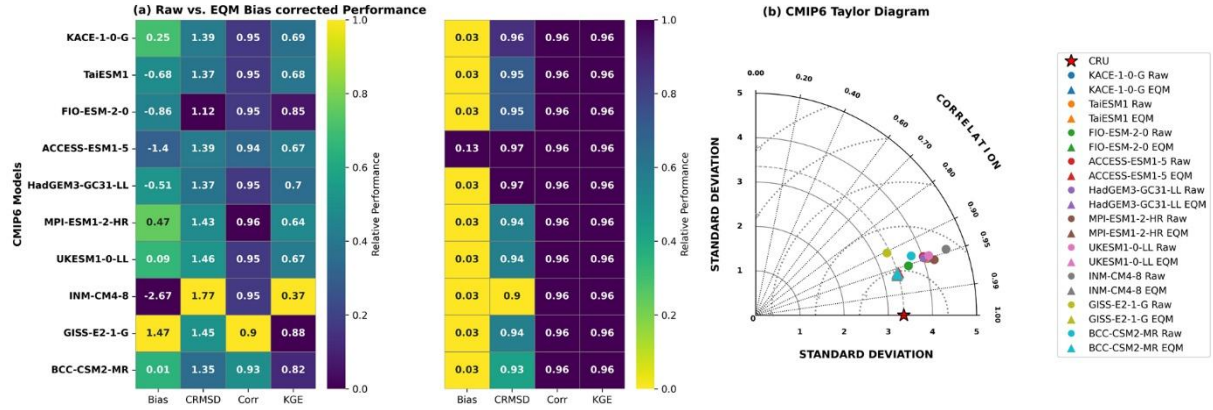 (a) Raw vs. EQM Bias corrected Performance
CMIP6 Models
KACE-1-0-G 0.25 1.39 0.95 0.69
TaiESM1 -0.68 1.37 0.95 0.68
FIO-ESM-2-0 -0.86 1.12 0.95 0.85
ACCESS-ESM1-5 -1.4 1.39 0.94 0.67
HadGEM3-GC31-LL -0.51 1.37 0.95 0.7
MPI-ESM1-2-HR 0.47 1.43 0.96 0.64
UKESM1-0-LL 0.09 1.46 0.95 0.67
INM-CM4-8 -2.67 1.77 0.95 0.37
GISS-E2-1-G 1.47 1.45 0.9 0.88
BCC-CSM2-MR 0.01 1.35 0.93 0.82
Bias CRMSD Corr KGE
1.0
0.8
0.6
0.4
0.2
0.0
Relative Performance
0.03 0.96 0.96 0.96
0.03 0.95 0.96 0.96
0.03 0.95 0.96 0.96
0.13 0.97 0.96 0.96
0.03 0.97 0.96 0.96
0.03 0.94 0.96 0.96
0.03 0.94 0.96 0.96
0.03 0.9 0.96 0.96
0.03 0.94 0.96 0.96
0.03 0.93 0.96 0.96
Bias CRMSD Corr KGE
1.0
0.8
0.6
0.4
0.2
0.0
Relative Performance
(b) CMIP6 Taylor Diagram
0.00
0.20
0.40
0.60
0.70
0.80
0.90
0.95
0.99
1.00
CORRELATION
5
4
3
2
1
STANDARD DEVIATION
0 1 2 3 4 5
STANDARD DEVIATION
CRU
KACE-1-0-G Raw
KACE-1-0-G EQM
TaiESM1 Raw
TaiESM1 EQM
FIO-ESM-2-0 Raw
FIO-ESM-2-0 EQM
ACCESS-ESM1-5 Raw
ACCESS-ESM1-5 EQM
HadGEM3-GC31-LL Raw
HadGEM3-GC31-LL EQM
MPI-ESM1-2-HR Raw
MPI-ESM1-2-HR EQM
UKESM1-0-LL Raw
UKESM1-0-LL EQM
INM-CM4-8 Raw
INM-CM4-8 EQM
GISS-E2-1-G Raw
GISS-E2-1-G EQM
BCC-CSM2-MR Raw
BCC-CSM2-MR EQM